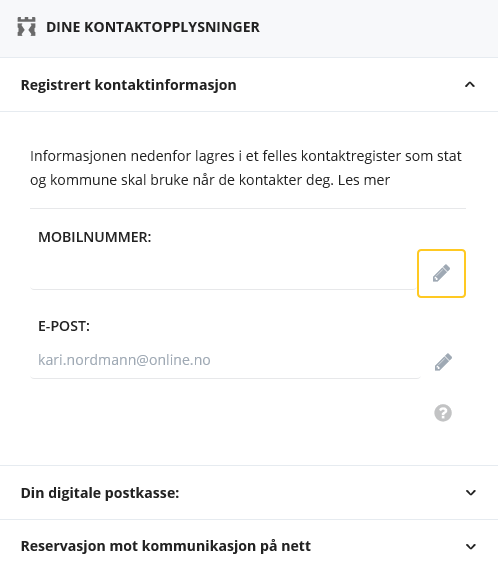 DINE KONTAKTOPPLYSNINGER
Registrert kontaktinformasjon
Informasjonen nedenfor lagres i et felles kontaktregister som stat
og kommune skal bruke når de kontakter deg. Les mer
MOBILNUMMER:
E-POST:
kari.nordmann@online.no
?
Din digitale postkasse:
Reservasjon mot kommunikasjon på nett